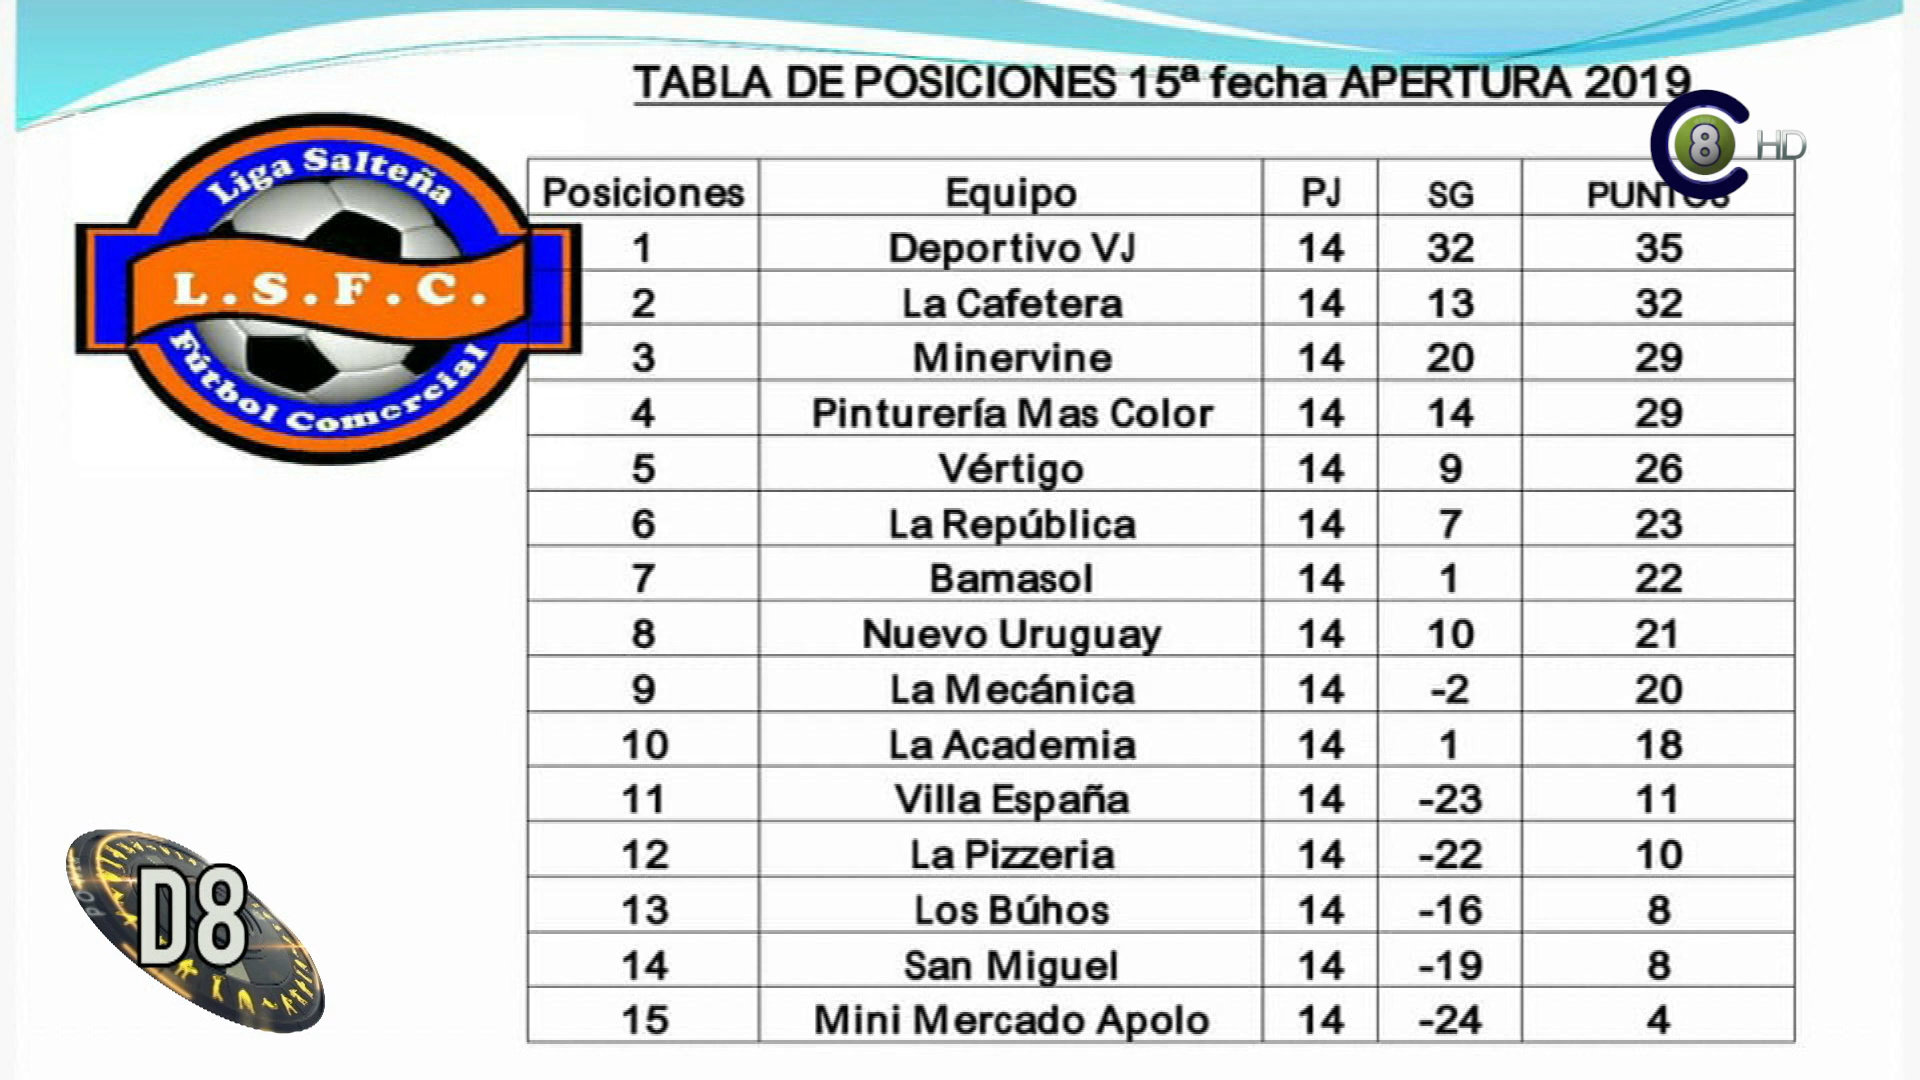 TABLA DE POSICIONES 15ª fecha APERTURA 2019
8 HD
Liga Salteña
L.S.F.C.
Fútbol Comercial
Posiciones Equipo PJ SG PUNTOS
1 Deportivo VJ 14 32 35
2 La Cafetera 14 13 32
3 Minervine 14 20 29
4 Pinturería Mas Color 14 14 29
5 Vértigo 14 9 26
6 La República 14 7 23
7 Bamasol 14 1 22
8 Nuevo Uruguay 14 10 21
9 La Mecánica 14 -2 20
10 La Academia 14 1 18
11 Villa España 14 -23 11
12 La Pizzeria 14 -22 10
13 Los Búhos 14 -16 8
14 San Miguel 14 -19 8
15 Mini Mercado Apolo 14 -24 4
D8